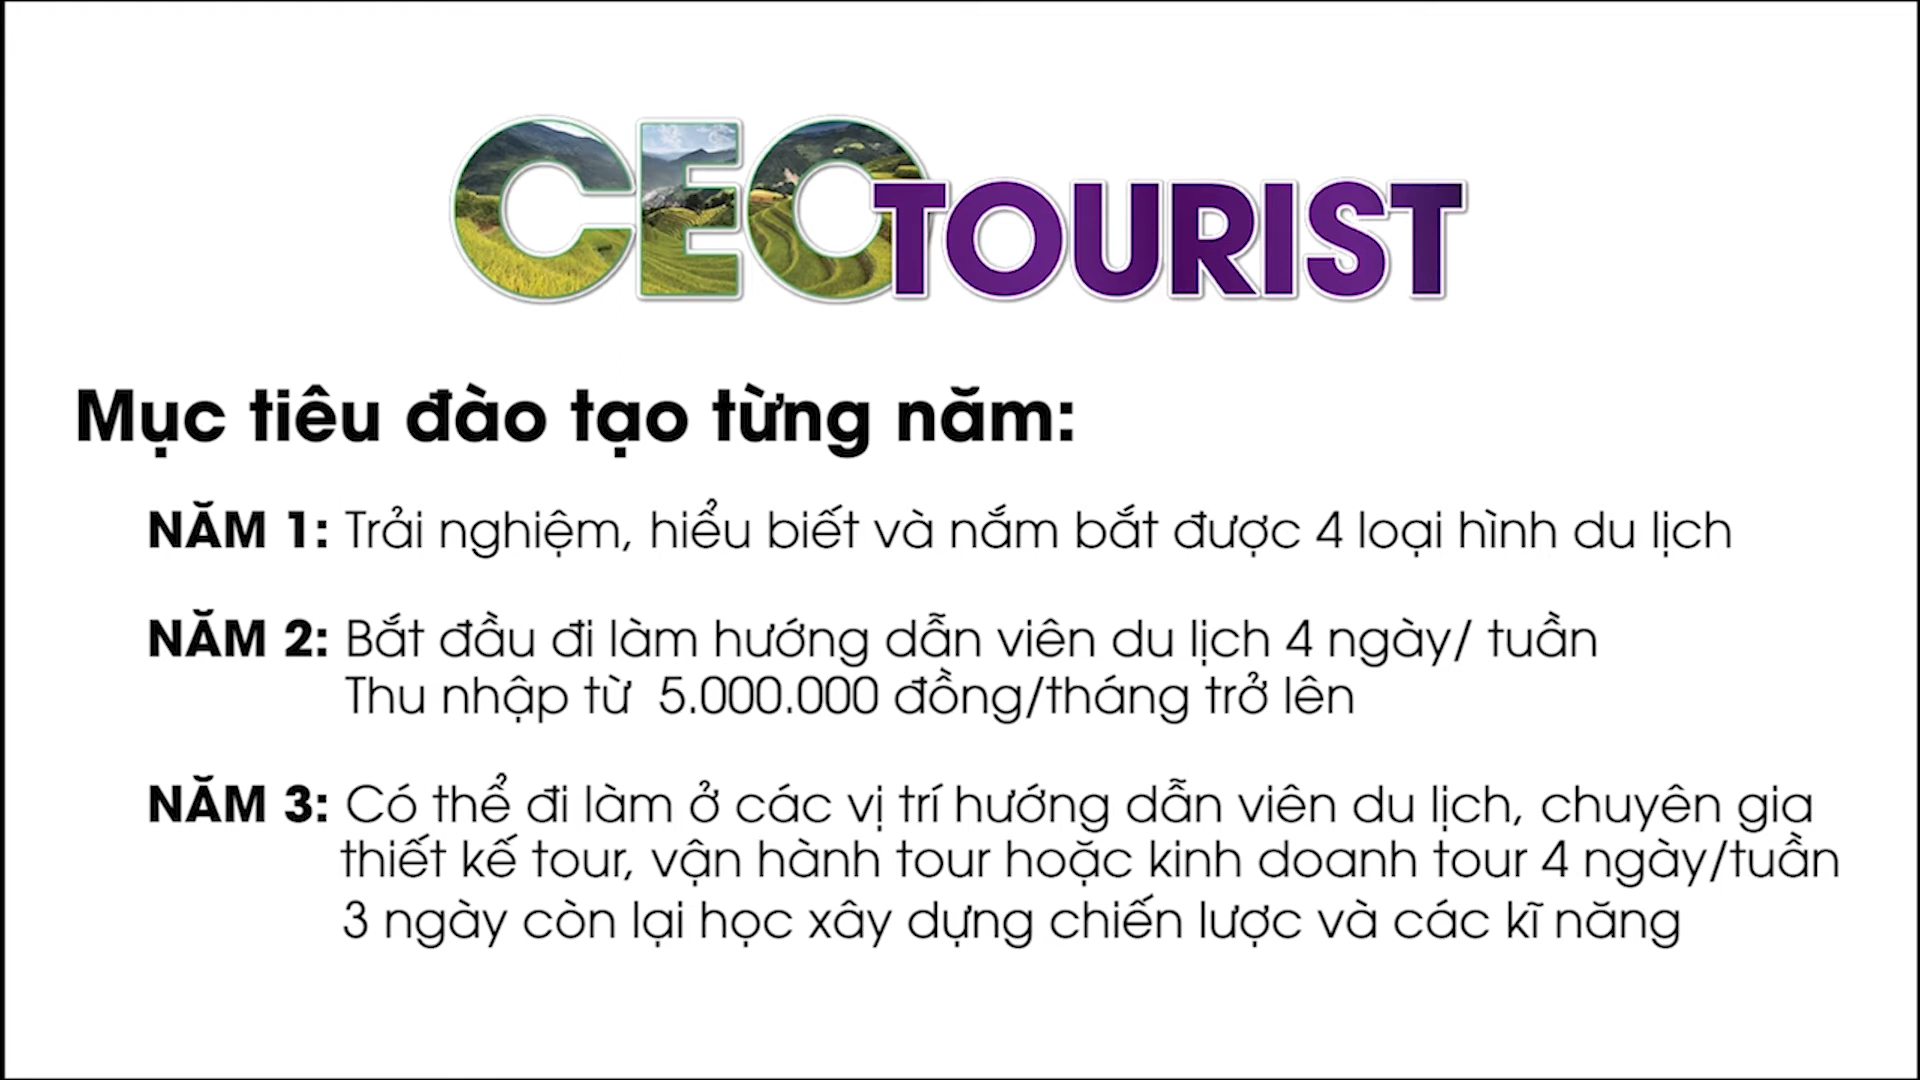 CEOTOURIST
Mục tiêu đào tạo từng năm:
NĂM 1: Trải nghiệm, hiểu biết và nắm bắt được 4 loại hình du lịch
NĂM 2: Bắt đầu đi làm hướng dẫn viên du lịch 4 ngày/ tuần
Thu nhập từ 5.000.000 đồng/tháng trở lên
NĂM 3: Có thể đi làm ở các vị trí hướng dẫn viên du lịch, chuyên gia
thiết kế tour, vận hành tour hoặc kinh doanh tour 4 ngày/tuần
3 ngày còn lại học xây dựng chiến lược và các kĩ năng